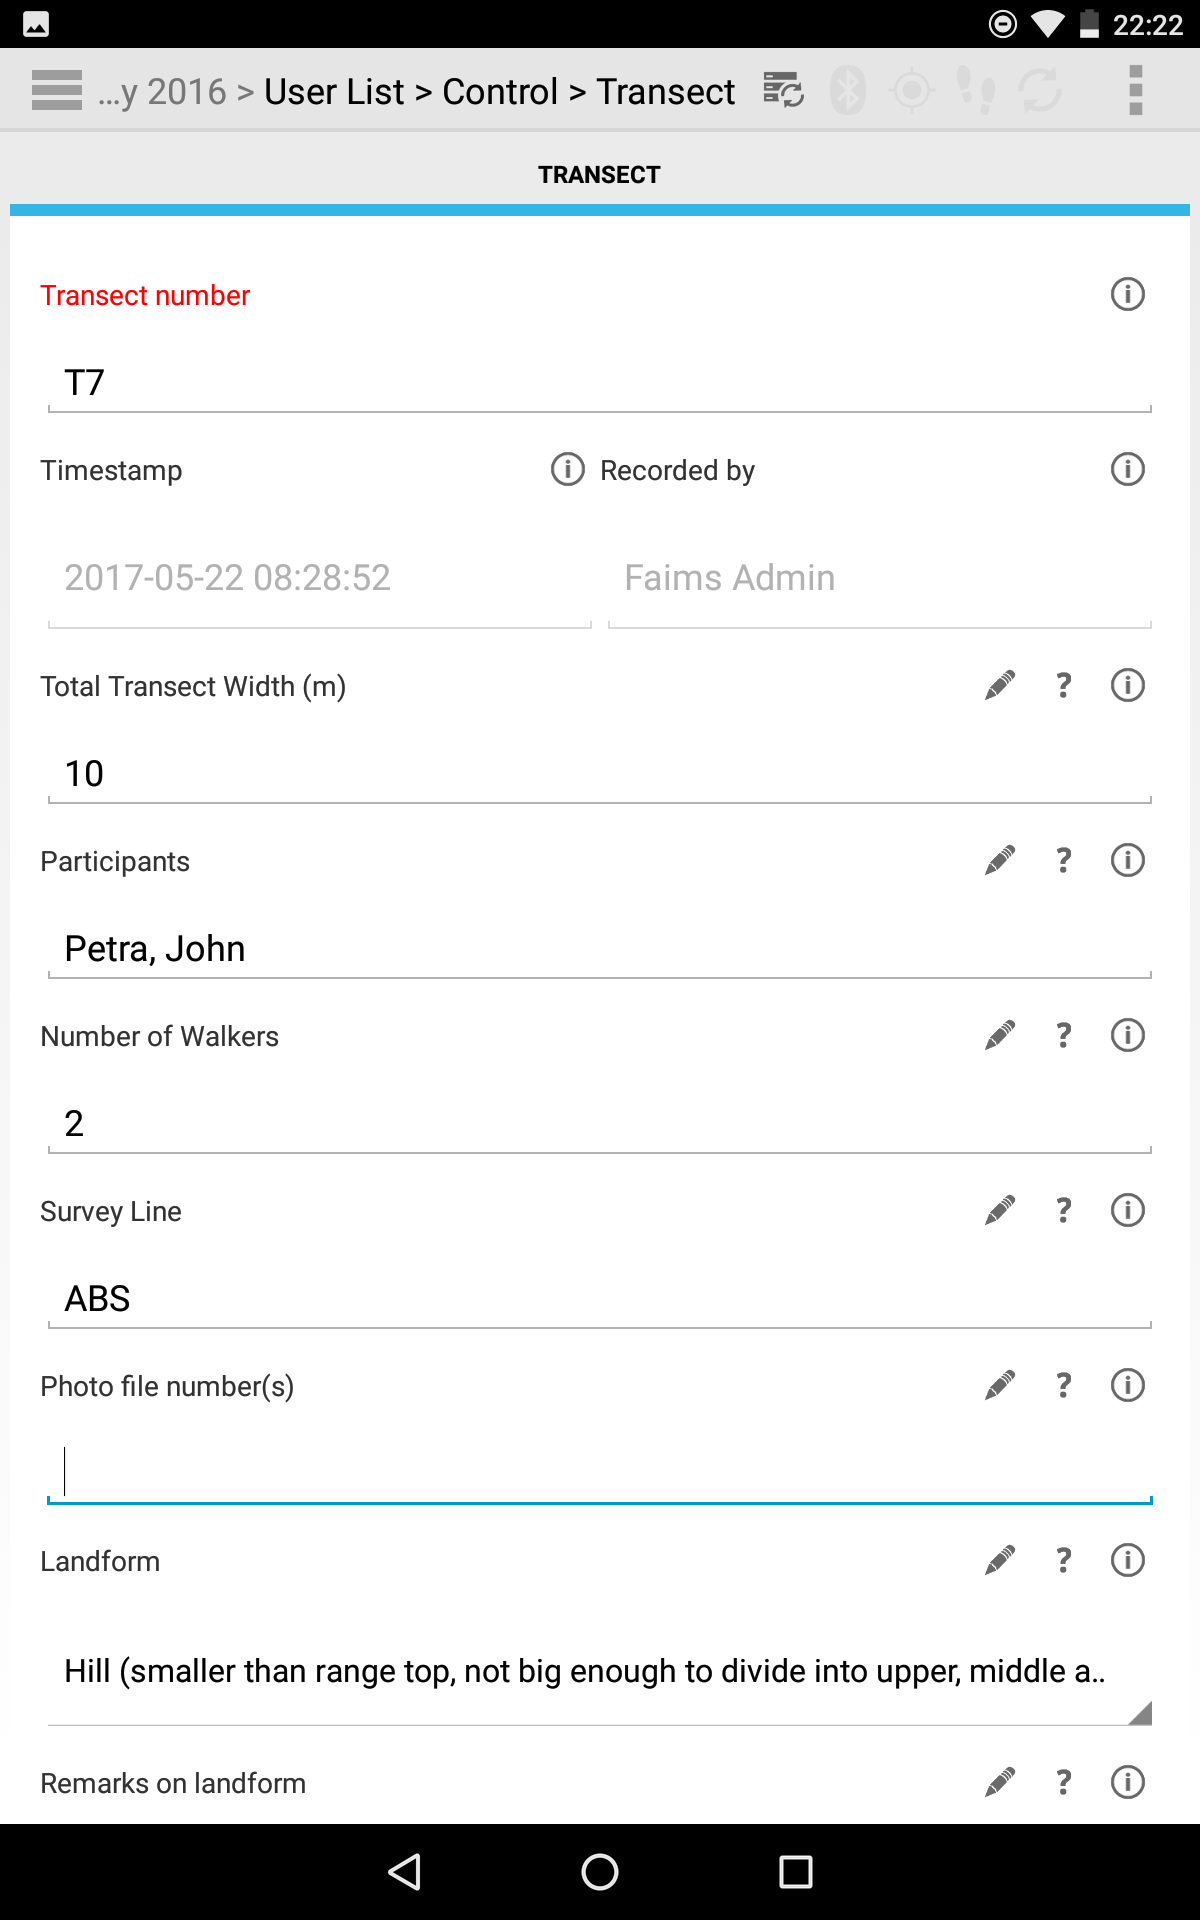 22:22
...y 2016 > User List > Control > Transect
TRANSECT
Transect number
T7
Timestamp
Recorded by
2017-05-22 08:28:52
Faims Admin
Total Transect Width (m)
?
10
Participants
?
Petra, John
Number of Walkers
?
2
Survey Line
?
ABS
Photo file number(s)
?
Landform
?
Hill (smaller than range top, not big enough to divide into upper, middle a..
Remarks on landform
?